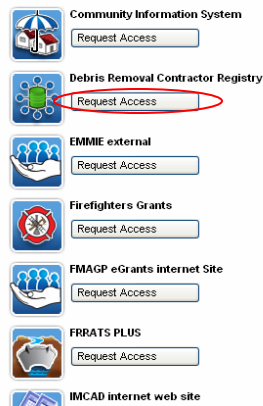 Community Information System
Request Access
Debris Removal Contractor Registry
Request Access
EMMIE external
Request Access
Firefighters Grants
Request Access
FMAGP eGrants internet Site
Request Access
FRRATS PLUS
Request Access
IMCAD internet web site